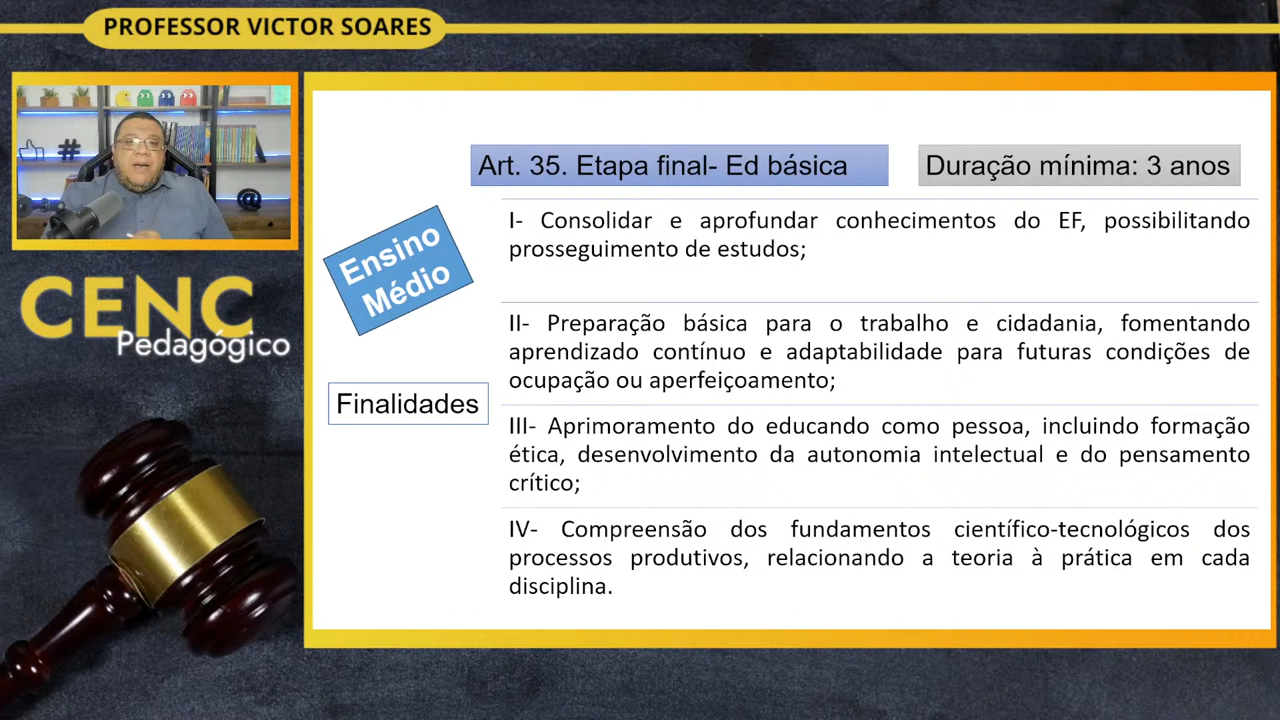 PROFESSOR VICTOR SOARES
Art. 35. Etapa final- Ed básica
Duração mínima: 3 anos
Ensino
Médio
I- Consolidar e aprofundar conhecimentos do EF, possibilitando
prosseguimento de estudos;
CENC
Pedagógico
II- Preparação básica para o trabalho e cidadania, fomentando
aprendizado contínuo e adaptabilidade para futuras condições de
ocupação ou aperfeiçoamento;
Finalidades
III- Aprimoramento do educando como pessoa, incluindo formação
ética, desenvolvimento da autonomia intelectual e do pensamento
crítico;
IV- Compreensão dos fundamentos científico-tecnológicos dos
processos produtivos, relacionando a teoria à prática em cada
disciplina.